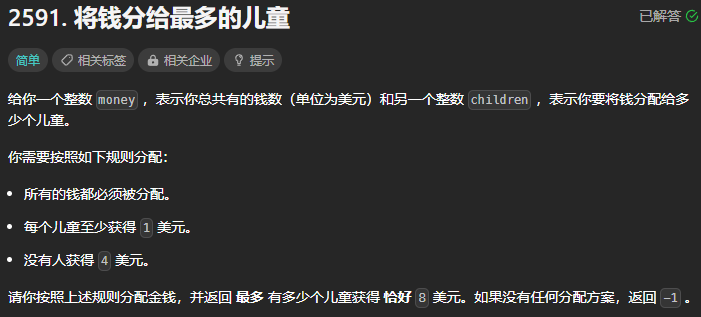 2591. 将钱分给最多的儿童
已解答
简单 相关标签 相关企业 提示
给你一个整数 money ，表示你总共有的钱数（单位为美元）和另一个整数 children ，表示你要将钱分配给多
少个儿童。
你需要按照如下规则分配：
• 所有的钱都必须被分配。
• 每个儿童至少获得 1 美元。
• 没有人获得 4 美元。
请你按照上述规则分配金钱，并返回 最多 有多少个儿童获得 恰好 8 美元。如果没有任何分配方案，返回 -1 。